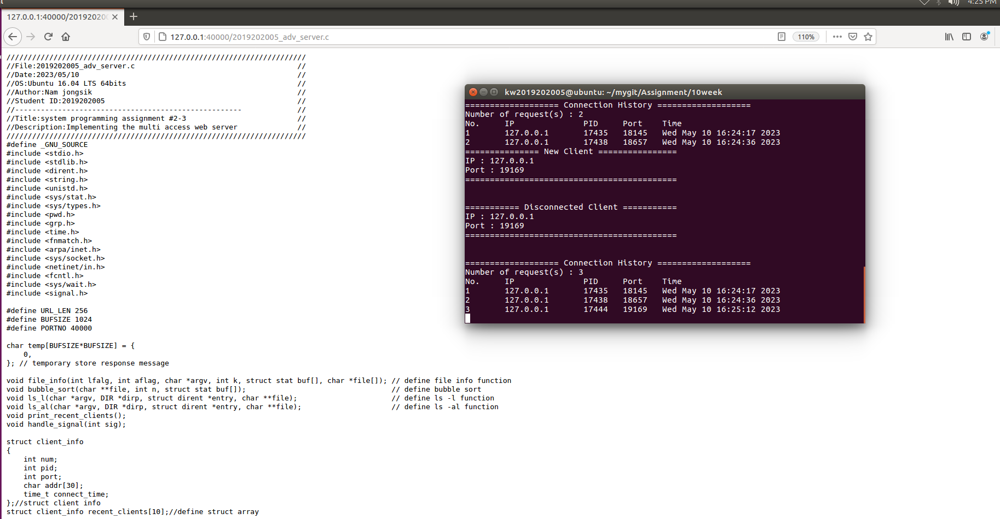 4:25 PM
127.0.0.1:40000/20192020
127.0.0.1:40000/2019202005_adv_server.c
110%
//////////////////////////////////////////////////////////////////////
//File:2019202005_adv_server.c //
//Date:2023/05/10 //
//OS:Ubuntu 16.04 LTS 64bits //
//Author:Nam jongsik //
//Student ID:2019202005 //
//----------------------------------------------------- //
//Title:system programming assignment #2-3 //
//Description:Implementing the multi access web server //
//////////////////////////////////////////////////////////////////////
#define _GNU_SOURCE
#include <stdio.h>
#include <stdlib.h>
#include <dirent.h>
#include <string.h>
#include <unistd.h>
#include <sys/stat.h>
#include <sys/types.h>
#include <pwd.h>
#include <grp.h>
#include <time.h>
#include <fnmatch.h>
#include <arpa/inet.h>
#include <sys/socket.h>
#include <netinet/in.h>
#include <fcntl.h>
#include <sys/wait.h>
#include <signal.h>
#define URL_LEN 256
#define BUFSIZE 1024
#define PORTNO 40000
char temp[BUFSIZE*BUFSIZE] = {
0,
}; // temporary store response message
void file_info(int lfalg, int aflag, char *argv, int k, struct stat buf[], char *file[]); // define file info function
void bubble_sort(char **file, int n, struct stat buf[]); // define bubble sort
void ls_l(char *argv, DIR *dirp, struct dirent *entry, char **file); // define ls -l function
void ls_al(char *argv, DIR *dirp, struct dirent *entry, char **file); // define ls -al function
void print_recent_clients();
void handle_signal(int sig);
struct client_info
{
int num;
int pid;
int port;
char addr[30];
time_t connect_time;
};//struct client info
struct client_info recent_clients[10];//define struct array
kw2019202005@ubuntu: ~/mygit/Assignment/10week
=================== Connection History ===================
Number of request(s) : 2
No. IP PID Port Time
1 127.0.0.1 17435 18145 Wed May 10 16:24:17 2023
2 127.0.0.1 17438 18657 Wed May 10 16:24:36 2023
=============== New Client ================
IP : 127.0.0.1
Port : 19169
===========================================
=========== Disconnected Client ===========
IP : 127.0.0.1
Port : 19169
===========================================
=================== Connection History ===================
Number of request(s) : 3
No. IP PID Port Time
1 127.0.0.1 17435 18145 Wed May 10 16:24:17 2023
2 127.0.0.1 17438 18657 Wed May 10 16:24:36 2023
3 127.0.0.1 17444 19169 Wed May 10 16:25:12 2023